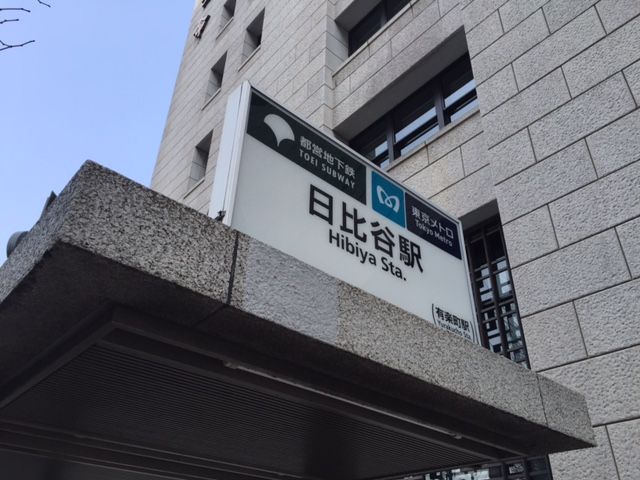 都営地下鉄
TOEI SUBWAY
東京メトロ
Tokyo Metro
日比谷駅
Hibiya Sta.
(有楽町駅)